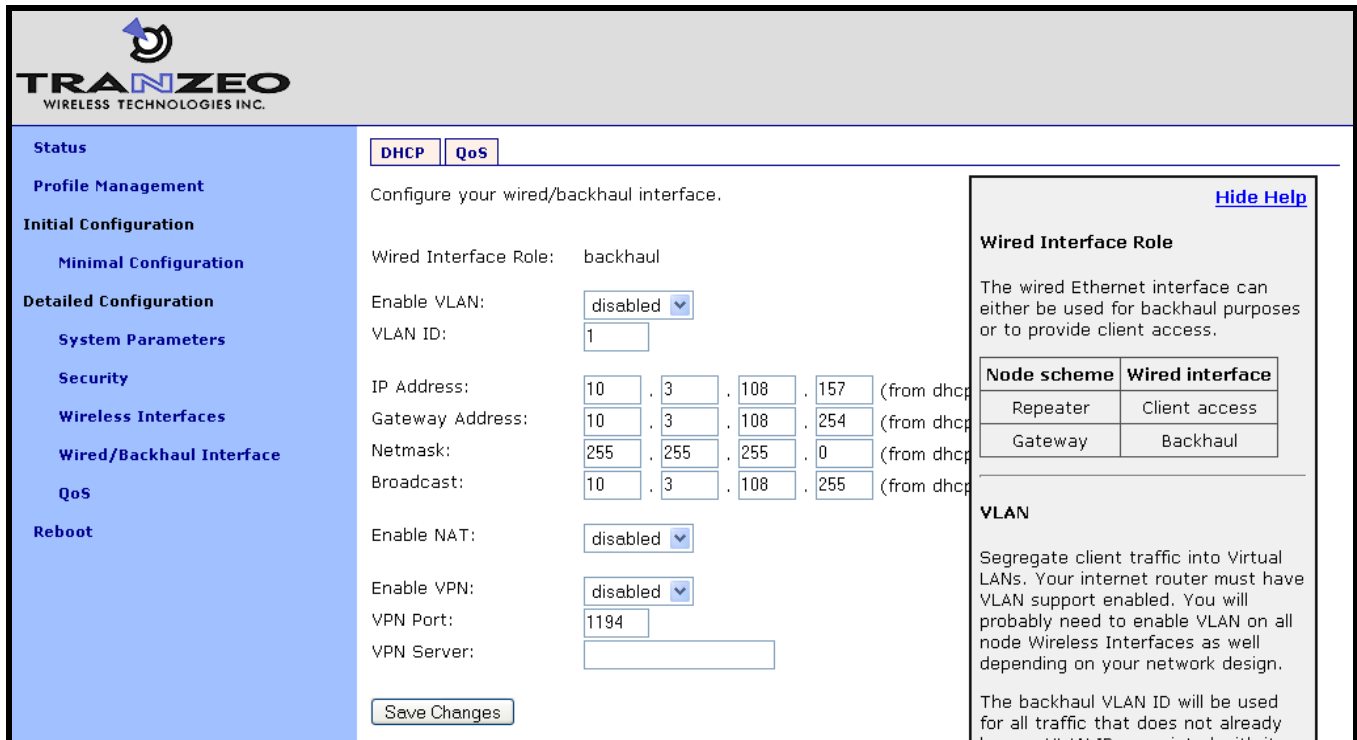 TRANZEO
WIRELESS TECHNOLOGIES INC.
Status
Profile Management
Initial Configuration
Minimal Configuration
Detailed Configuration
System Parameters
Security
Wireless Interfaces
Wired/Backhaul Interface
QoS
Reboot
DHCP QoS
Configure your wired/backhaul interface.
Wired Interface Role: backhaul
Enable VLAN: disabled
VLAN ID: 1
IP Address: 10 . 3 . 108 . 157 (from dhcp
Gateway Address: 10 . 3 . 108 . 254 (from dhcp
Netmask: 255 . 255 . 255 . 0 (from dhcp
Broadcast: 10 . 3 . 108 . 255 (from dhcp
Enable NAT: disabled
Enable VPN: disabled
VPN Port: 1194
VPN Server:
Save Changes
Hide Help
Wired Interface Role
The wired Ethernet interface can
either be used for backhaul purposes
or to provide client access.
Node scheme Wired interface
Repeater Client access
Gateway Backhaul
VLAN
Segregate client traffic into Virtual
LANs. Your internet router must have
VLAN support enabled. You will
probably need to enable VLAN on all
node Wireless Interfaces as well
depending on your network design.
The backhaul VLAN ID will be used
for all traffic that does not already